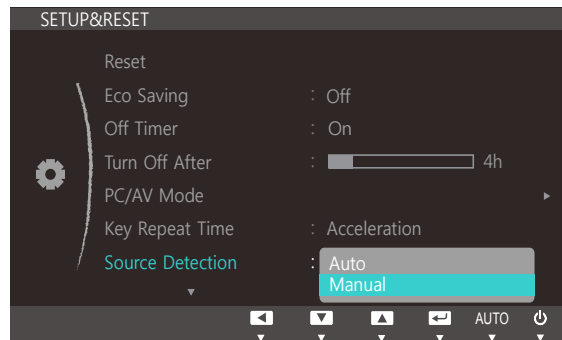 SETUP&RESET
Reset
Eco Saving : Off
Off Timer : On
Turn Off After : 4h
PC/AV Mode
Key Repeat Time : Acceleration
Source Detection : Auto
Manual
AUTO